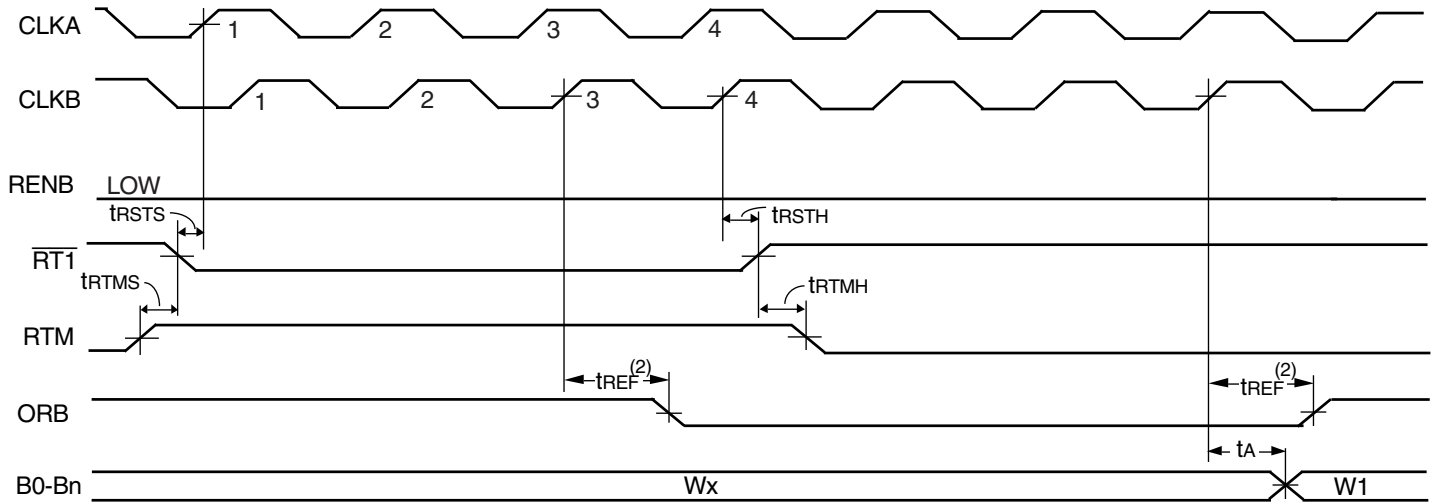 CLKA 1 2 3 4
CLKB 1 2 3 4
RENB LOW
tRSTS tRSTH
RT1
tRTMS tRTMH
RTM
tREF(2) tREF(2)
ORB
tA
B0-Bn Wx W1